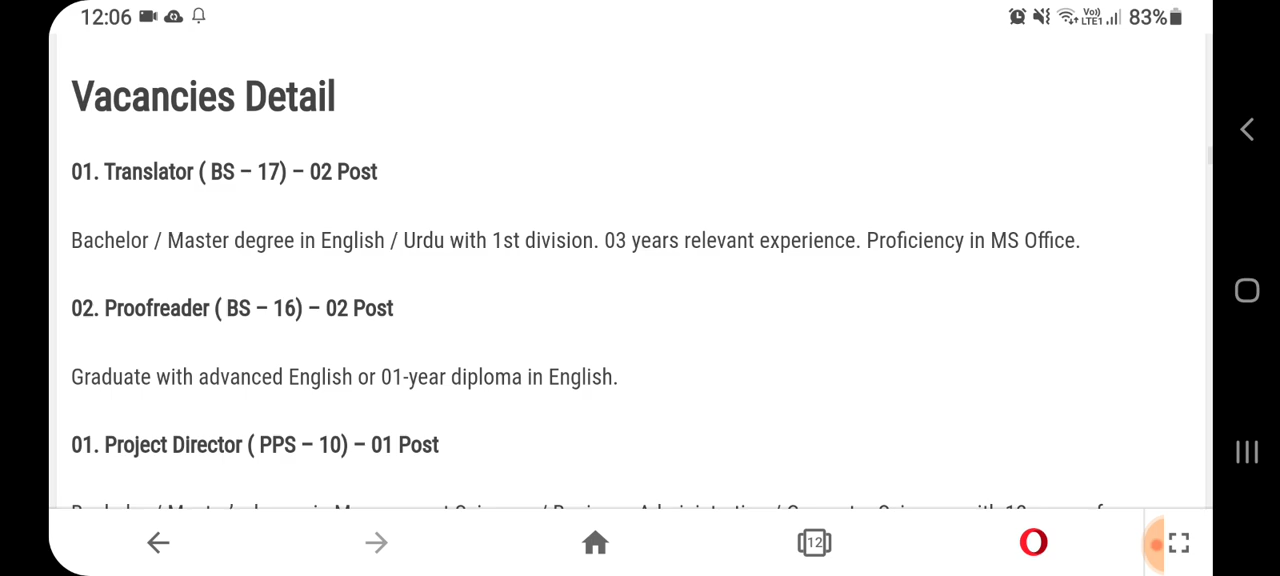 12:06 Vo)) LTE1 83%
Vacancies Detail
01. Translator ( BS – 17) – 02 Post
Bachelor / Master degree in English / Urdu with 1st division. 03 years relevant experience. Proficiency in MS Office.
02. Proofreader ( BS – 16) – 02 Post
Graduate with advanced English or 01-year diploma in English.
01. Project Director ( PPS – 10) – 01 Post
12